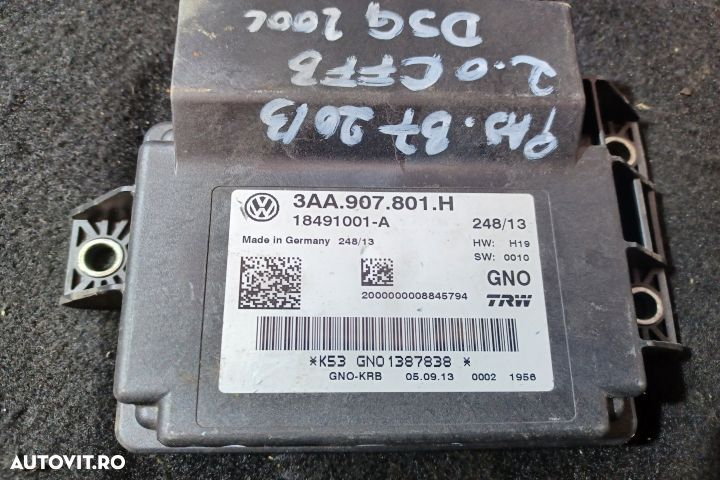 Pas. B7 2013
2.0 CFFB
DSG 200C
3AA.907.801.H
18491001-A
248/13
Made in Germany 248/13
HW: H19
SW: 0010
GNO
2000000008845794
TRW
*K53 GNO1387838 *
GNO-KRB 05.09.13 0002 1956
AUTOVIT.RO